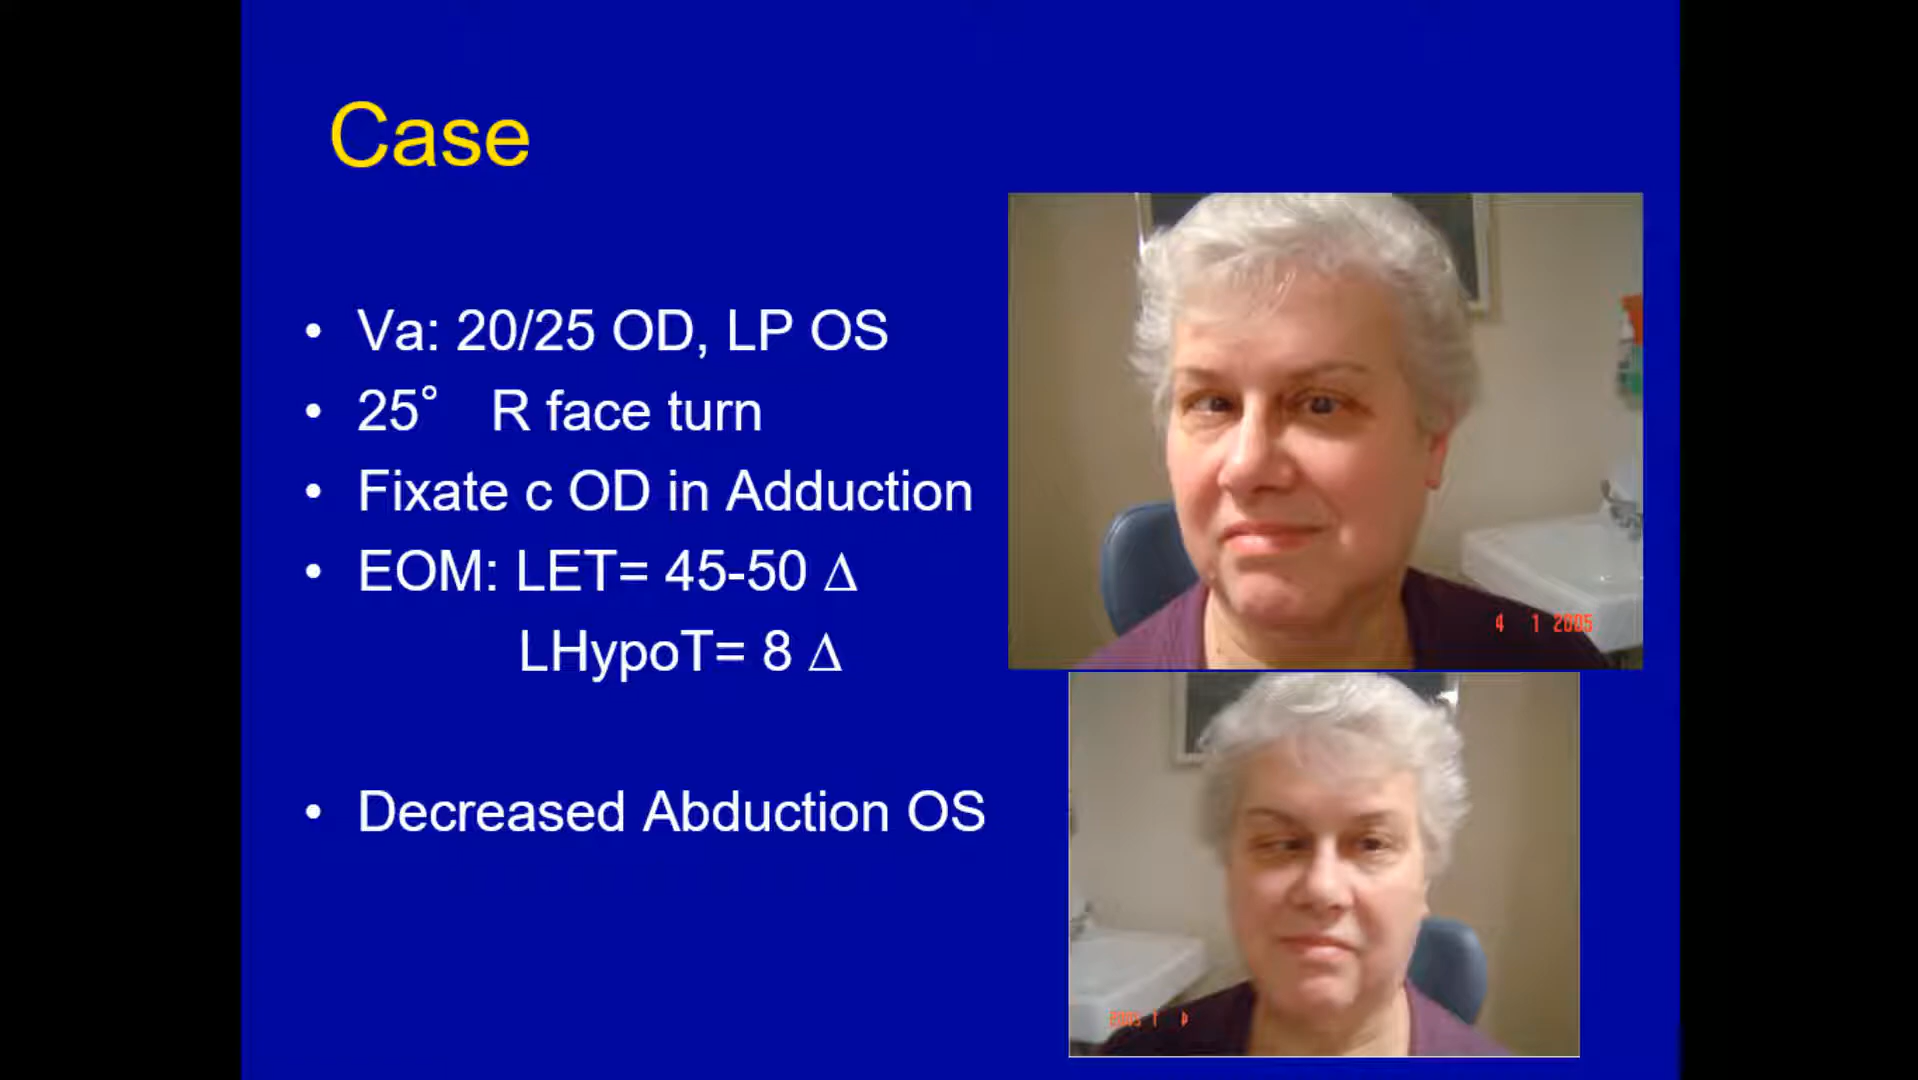 Case
• Va: 20/25 OD, LP OS
• 25° R face turn
• Fixate c OD in Adduction
• EOM: LET= 45-50 Δ
LHypoT= 8 Δ
• Decreased Abduction OS
4 1 2005